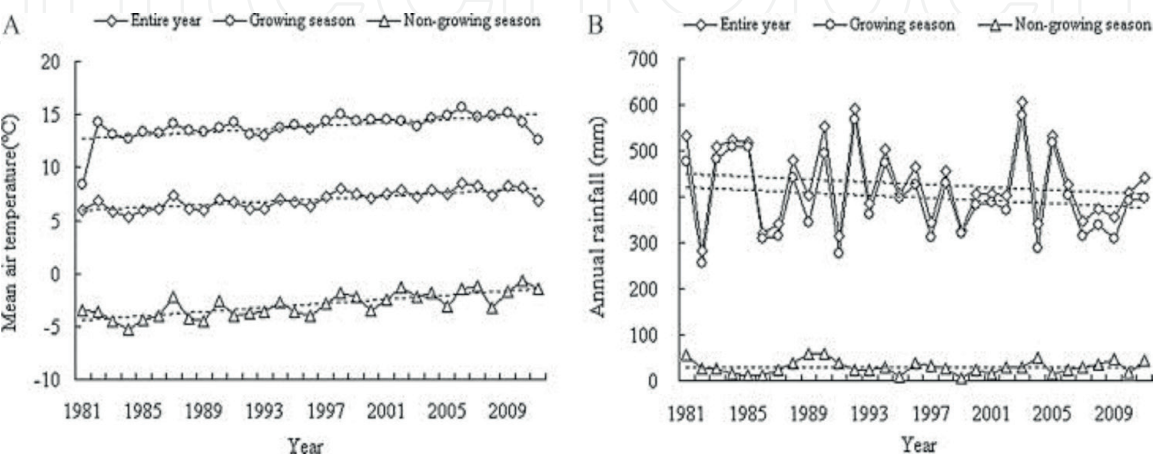 A
Entire year Growing season Non-growing season
20
15
10
5
0
-5
-10
Mean air temperature(°C)
1981 1985 1989 1993 1997 2001 2005 2009
Year
B
Entire year Growing season Non-growing season
700
600
500
400
300
200
100
0
Annual rainfall (mm)
1981 1985 1989 1993 1997 2001 2005 2009
Year